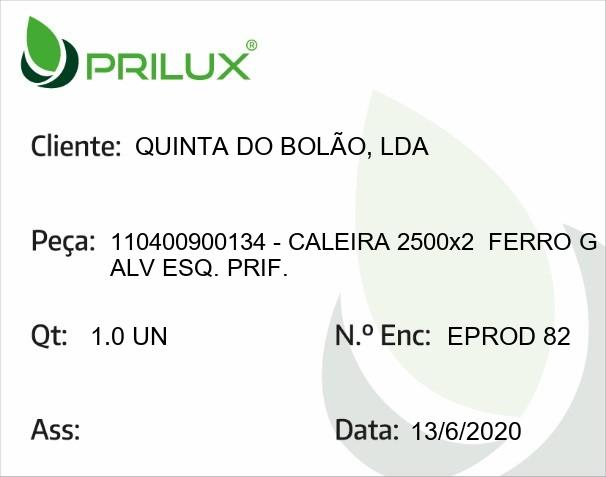 PRILUX®
Cliente: QUINTA DO BOLÃO, LDA
Peça: 110400900134 - CALEIRA 2500x2  FERRO G
ALV ESQ. PRIF.
Qt: 1.0 UN N.º Enc: EPROD 82
Ass: Data: 13/6/2020